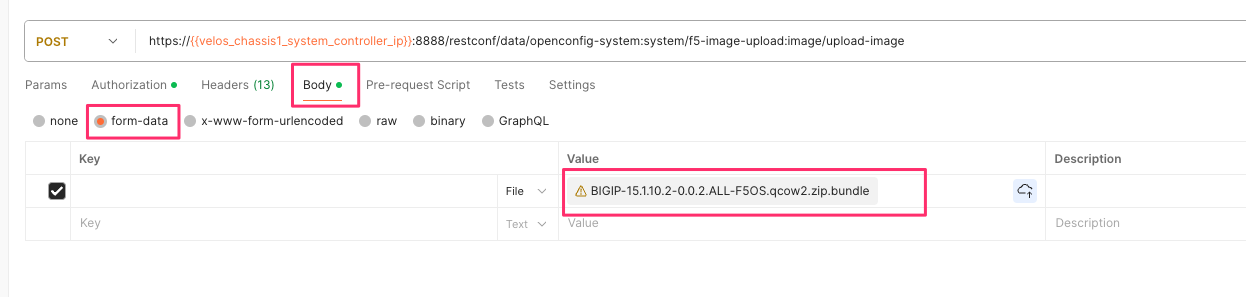 POST https://{{velos_chassis1_system_controller_ip}}:8888/restconf/data/openconfig-system:system/f5-image-upload:image/upload-image
Params Authorization Headers (13) Body Pre-request Script Tests Settings
none form-data x-www-form-urlencoded raw binary GraphQL
Key Value Description
File BIGIP-15.1.10.2-0.0.2.ALL-F5OS.qcow2.zip.bundle
Key Text Value Description